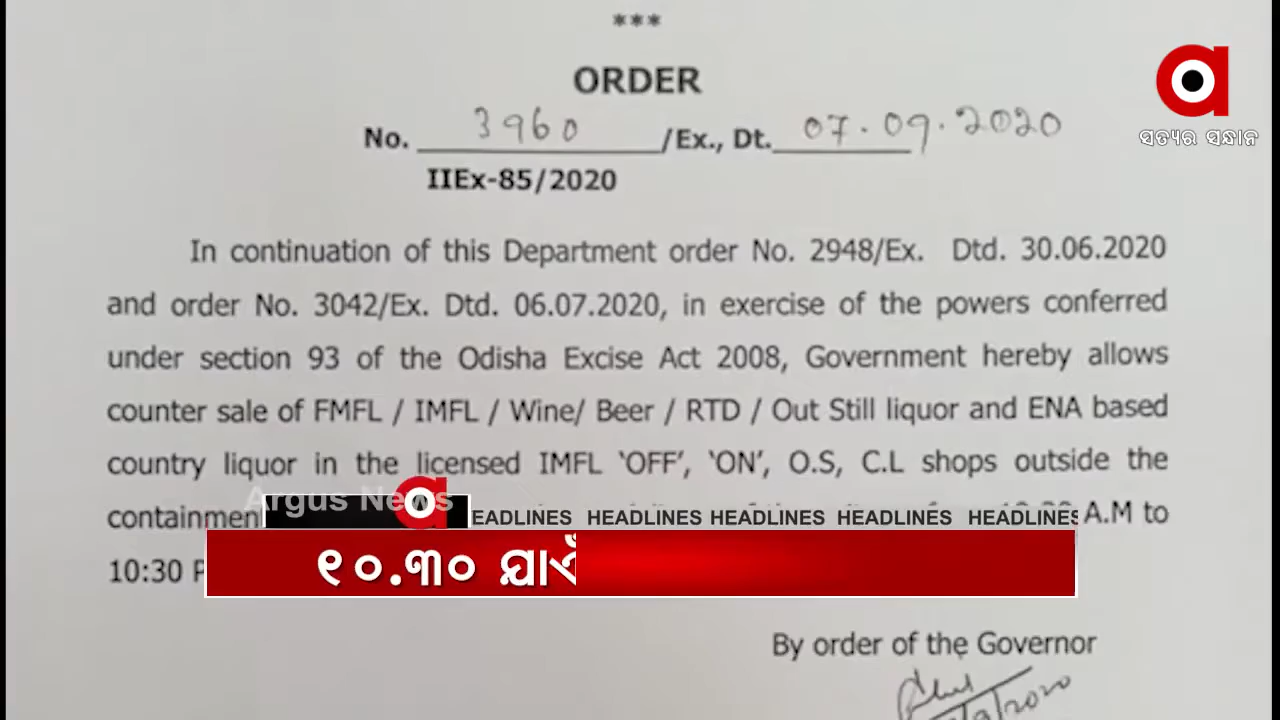 ***
ORDER
No. 3960 /Ex., Dt. 07.09.2020
IIEx-85/2020
ସତ୍ୟର ସନ୍ଧାନ
In continuation of this Department order No. 2948/Ex. Dtd. 30.06.2020
and order No. 3042/Ex. Dtd. 06.07.2020, in exercise of the powers conferred
under section 93 of the Odisha Excise Act 2008, Government hereby allows
counter sale of FMFL / IMFL / Wine/ Beer / RTD / Out Still liquor and ENA based
country liquor in the licensed IMFL ‘OFF’, ‘ON’, O.S, C.L shops outside the
Argus News
A.M to
HEADLINES HEADLINES HEADLINES HEADLINES
10:30
୧୦.୩୦ ଯାଏଁ
By order of the Governor